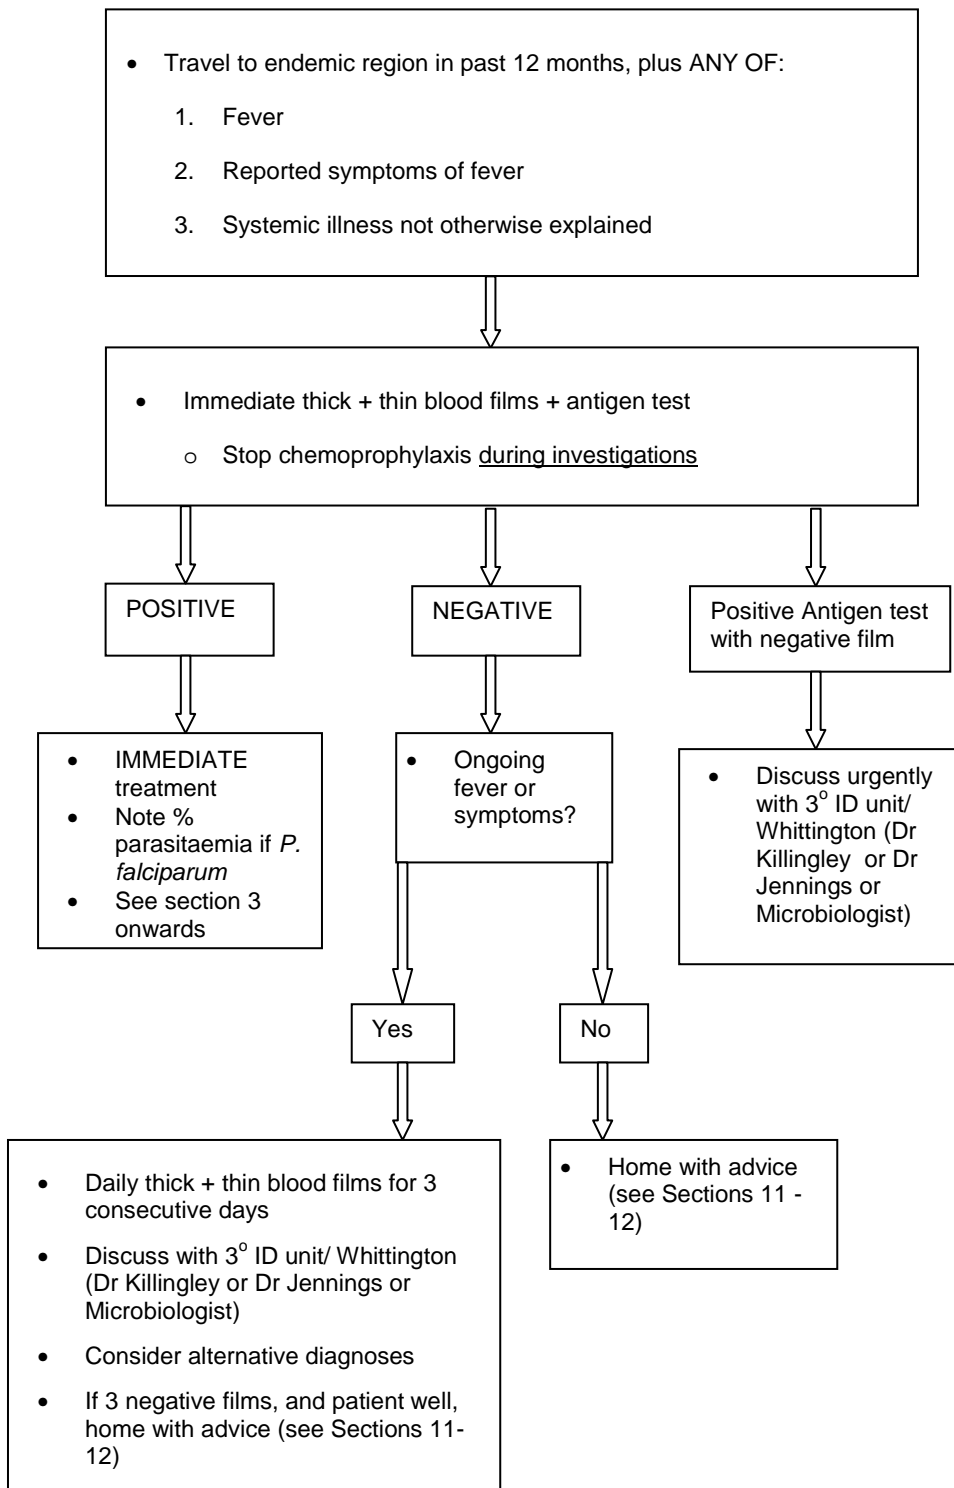 • Travel to endemic region in past 12 months, plus ANY OF:
1. Fever
2. Reported symptoms of fever
3. Systemic illness not otherwise explained
• Immediate thick + thin blood films + antigen test
o Stop chemoprophylaxis during investigations
POSITIVE
NEGATIVE
Positive Antigen test
with negative film
• IMMEDIATE
treatment
• Note %
parasitaemia if P.
falciparum
• See section 3
onwards
• Ongoing
fever or
symptoms?
• Discuss urgently
with 3o ID unit/
Whittington (Dr
Killingley or Dr
Jennings or
Microbiologist)
Yes
No
• Daily thick + thin blood films for 3
consecutive days
• Discuss with 3o ID unit/ Whittington
(Dr Killingley or Dr Jennings or
Microbiologist)
• Consider alternative diagnoses
• If 3 negative films, and patient well,
home with advice (see Sections 11-
12)
• Home with advice
(see Sections 11 -
12)